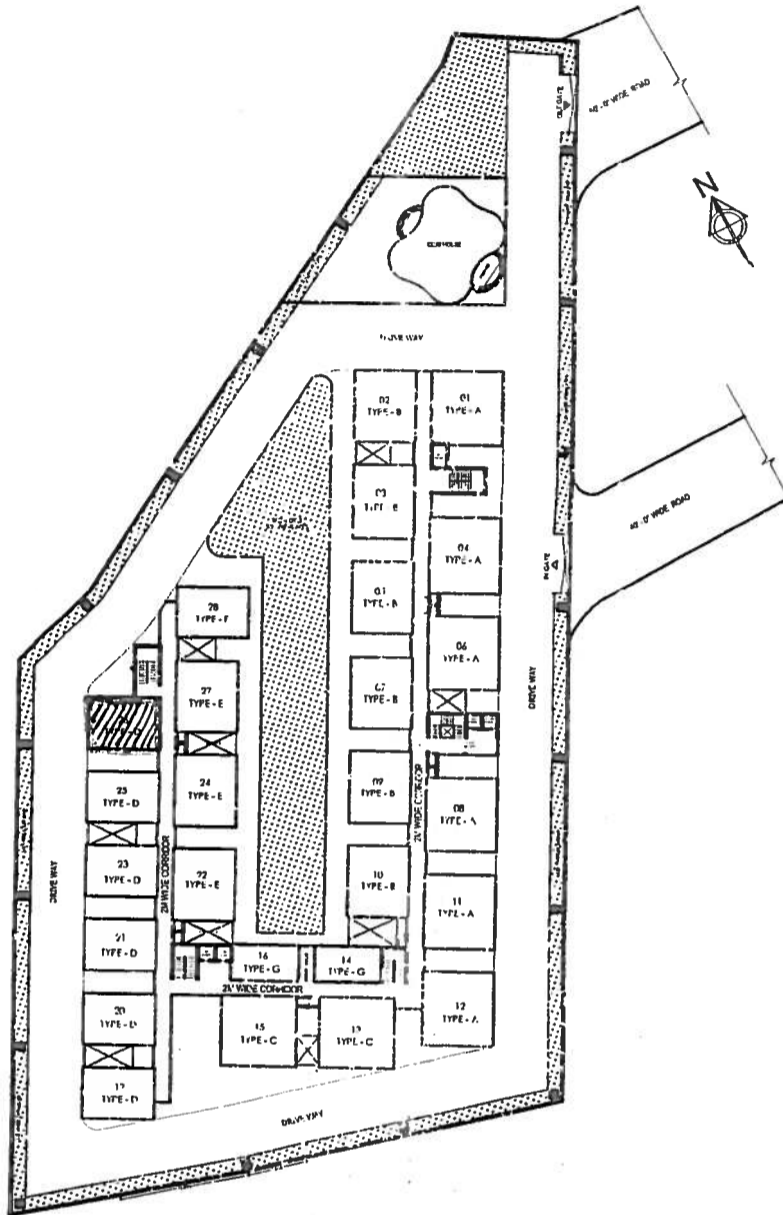 40'-0" WIDE ROAD
OUT GATE
N
CLUB HOUSE
DRIVE WAY
02
TYPE - B
01
TYPE - A
03
TYPE - B
04
TYPE - A
40'-0" WIDE ROAD
IN GATE
28
TYPE - F
TYPE - B
06
TYPE - A
27
TYPE - E
07
TYPE - B
DRIVE WAY
25
TYPE - D
24
TYPE - E
09
TYPE - B
2M WIDE CORRIDOR
08
TYPE - A
DRIVE WAY
23
TYPE - D
2M WIDE CORRIDOR
22
TYPE - E
10
TYPE - B
11
TYPE - A
21
TYPE - D
16
TYPE - G
14
TYPE - G
2M WIDE CORRIDOR
20
TYPE - D
15
TYPE - C
13
TYPE - C
12
TYPE - A
TYPE - D
DRIVE WAY